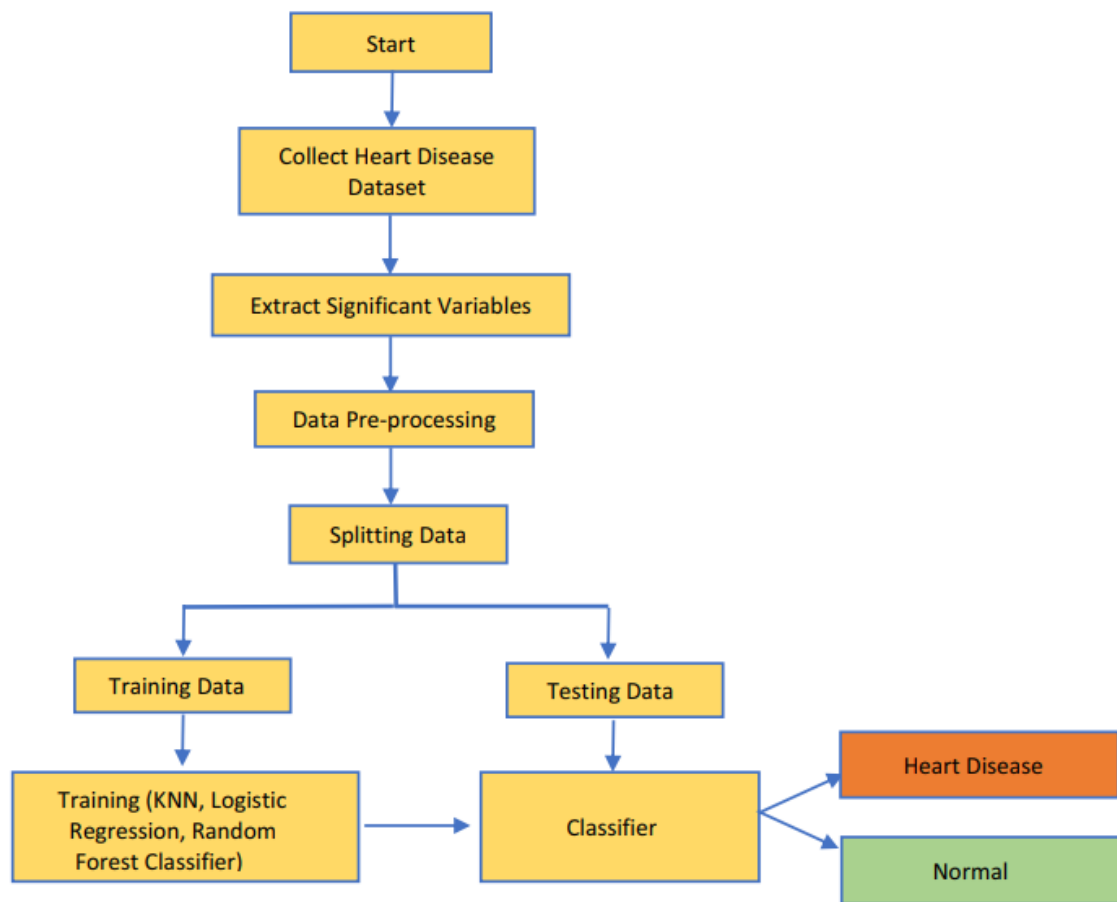 Start
Collect Heart Disease
Dataset
Extract Significant Variables
Data Pre-processing
Splitting Data
Training Data
Testing Data
Training (KNN, Logistic
Regression, Random
Forest Classifier)
Classifier
Heart Disease
Normal